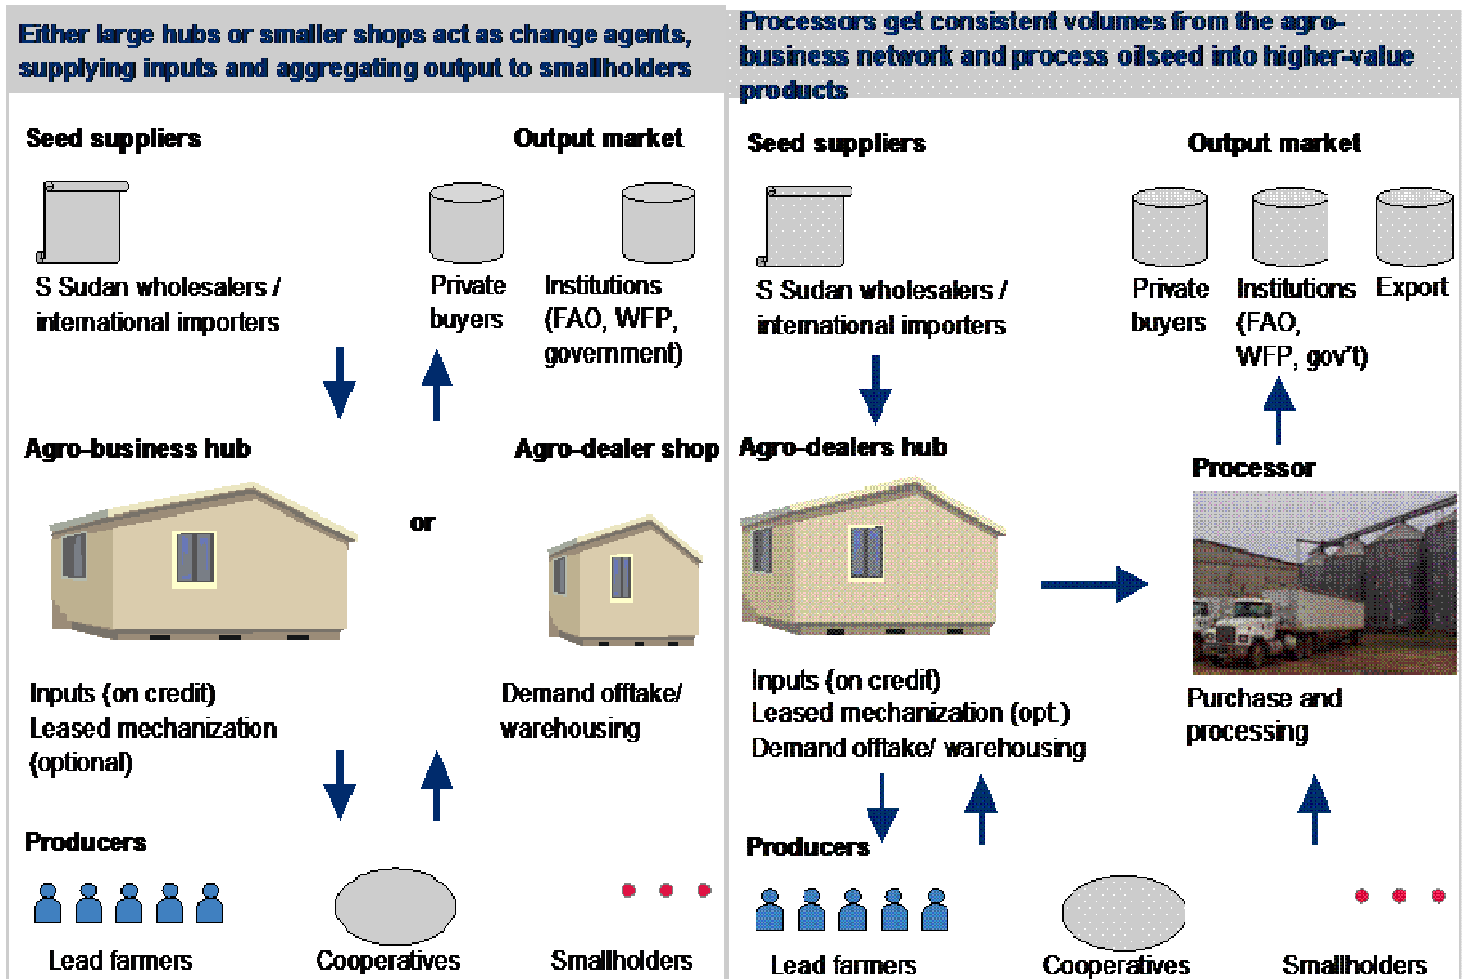 Either large hubs or smaller shops act as change agents,
supplying inputs and aggregating output to smallholders
Seed suppliers
Output market
S Sudan wholesalers /
international importers
Private
buyers
Institutions
(FAO, WFP,
government)
Agro-business hub
or
Agro-dealer shop
Inputs (on credit)
Leased mechanization
(optional)
Demand offtake/
warehousing
Producers
Lead farmers
Cooperatives
Smallholders
Processors get consistent volumes from the agro-
business network and process oilseed into higher-value
products
Seed suppliers
Output market
S Sudan wholesalers /
international importers
Private
buyers
Institutions
(FAO,
WFP, gov't)
Export
Agro-dealers hub
Processor
Inputs (on credit)
Leased mechanization (opt.)
Demand offtake/ warehousing
Purchase and
processing
Producers
Lead farmers
Cooperatives
Smallholders